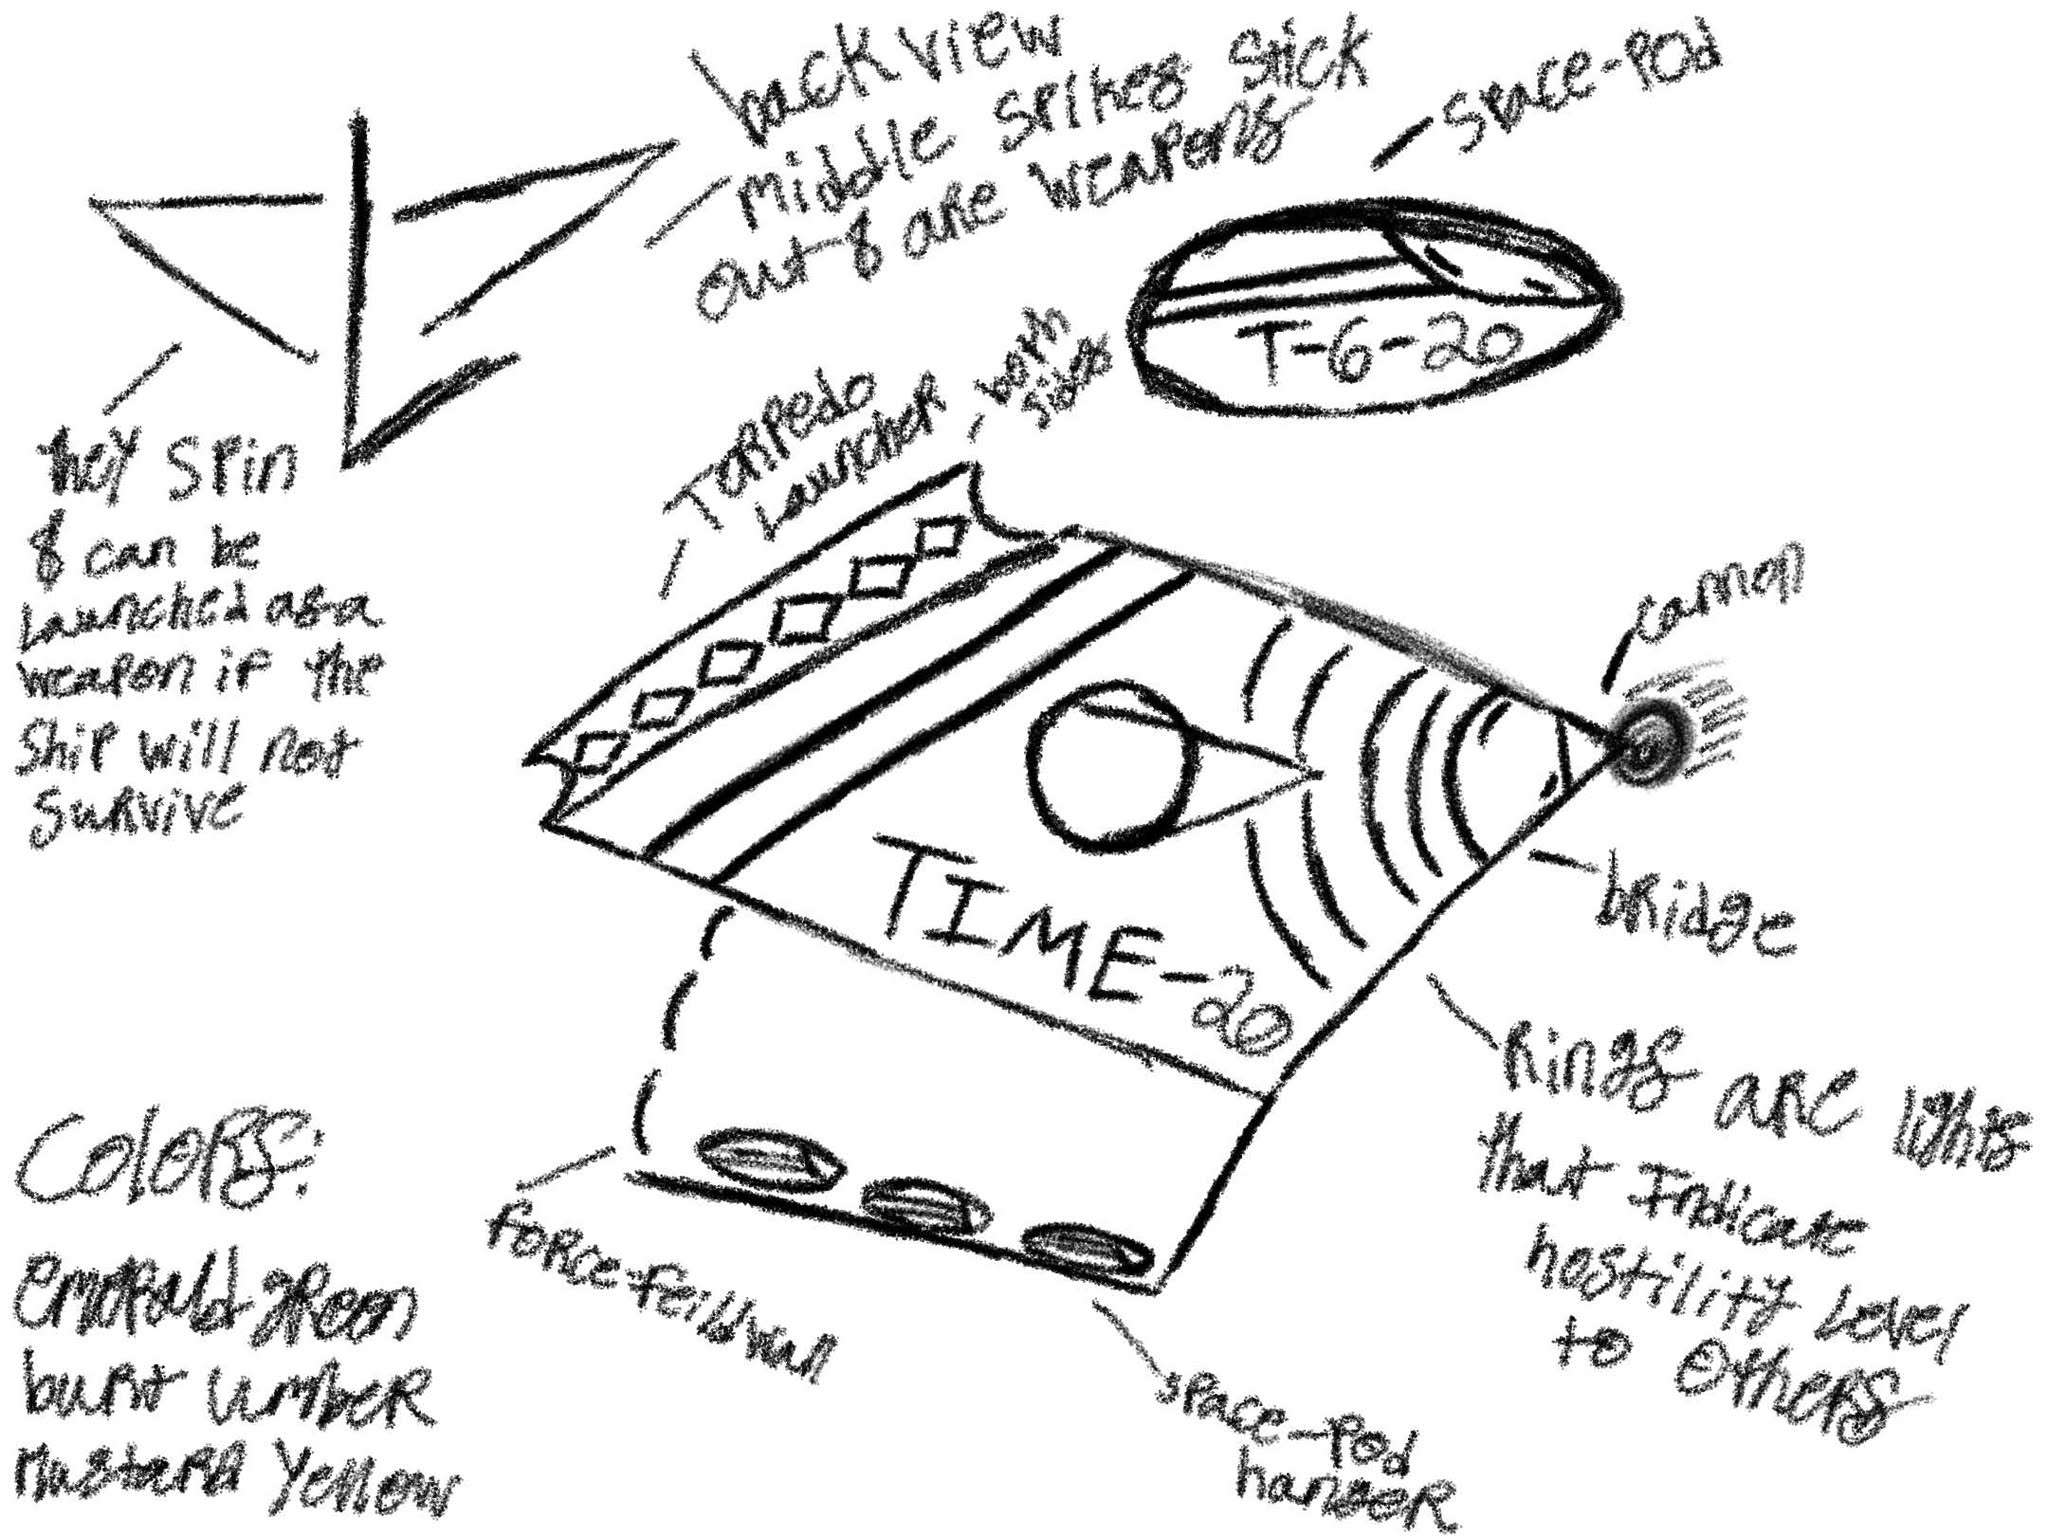 back view
middle spikes stick
out & are weapons
space-pod
T-6-20
they spin
& can be
launched as a
weapon if the
ship will not
survive
Torpedo
Launcher
both
sides
cannon
bridge
TIME-20
Rings are lights
that Indicate
hostility Level
to others
force-feild wall
space-pod
hanger
Colors:
emerald green
burnt umber
mustard yellow